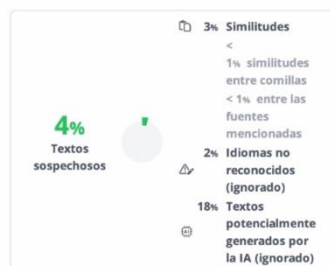 3% Similitudes
<
1% similitudes
entre comillas
< 1% entre las
fuentes
mencionadas
4%
Textos
sospechosos
2% Idiomas no
reconocidos
(ignorado)
18% Textos
potencialmente
generados por
la IA (ignorado)